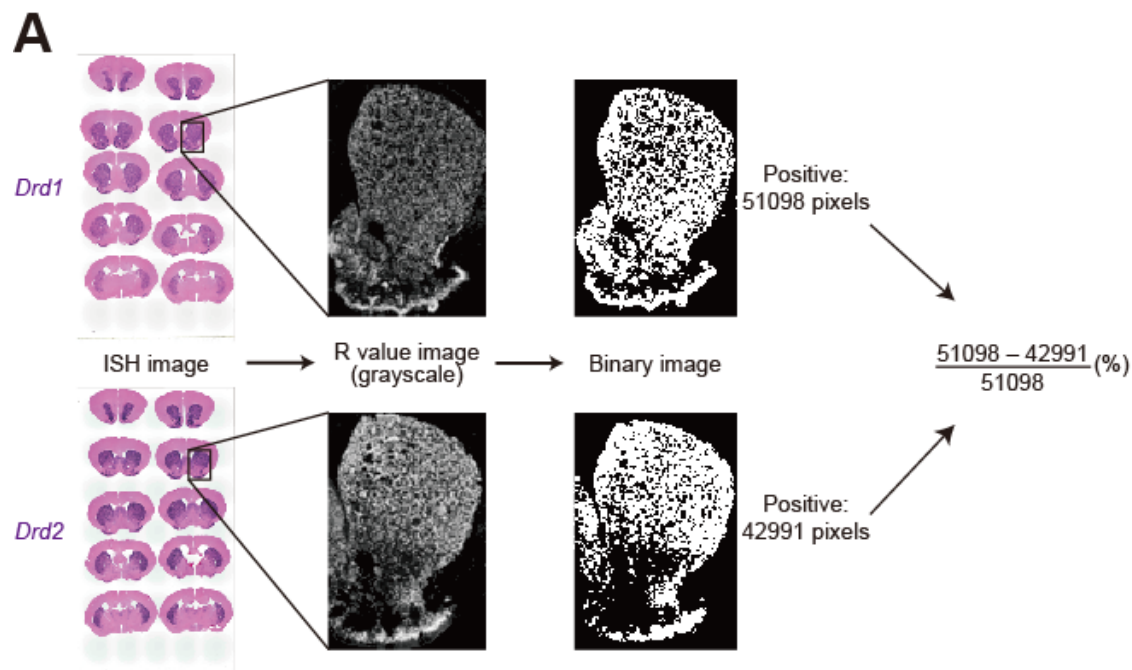 A
Drd1
Positive:
51098 pixels
ISH image
R value image
(grayscale)
Binary image
51098 – 42991
51098
(%)
Drd2
Positive:
42991 pixels